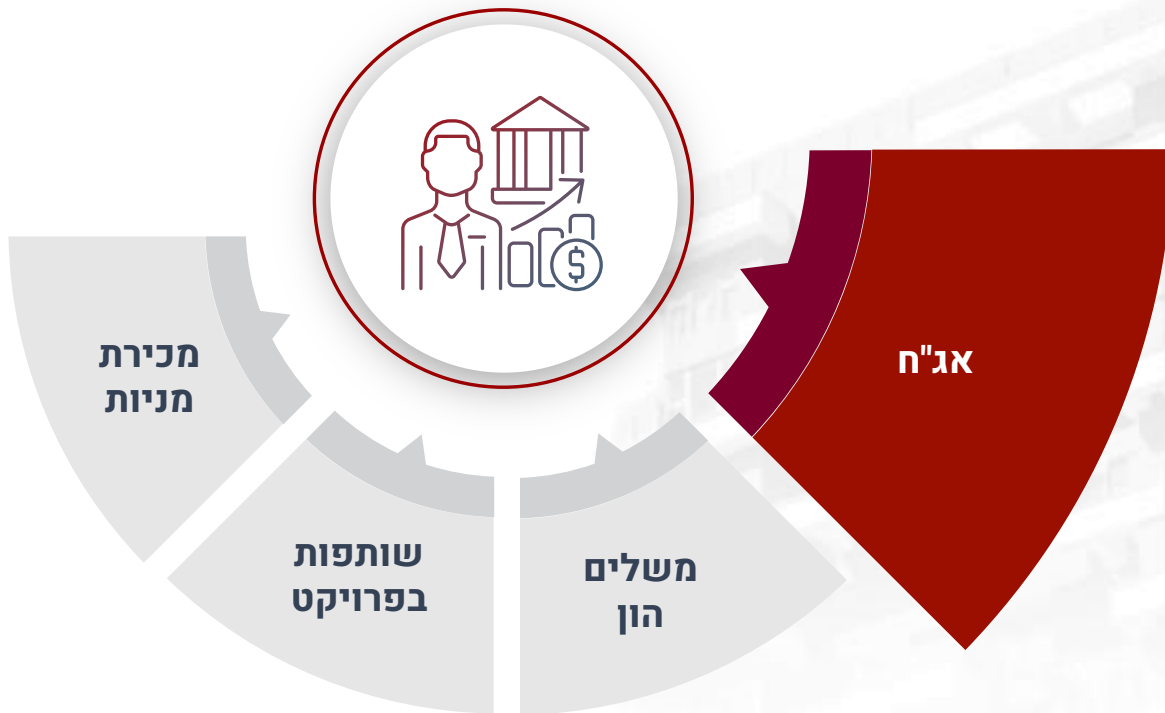 אג"ח
משלים
הון
שותפות
בפרויקט
מכירת
מניות
$